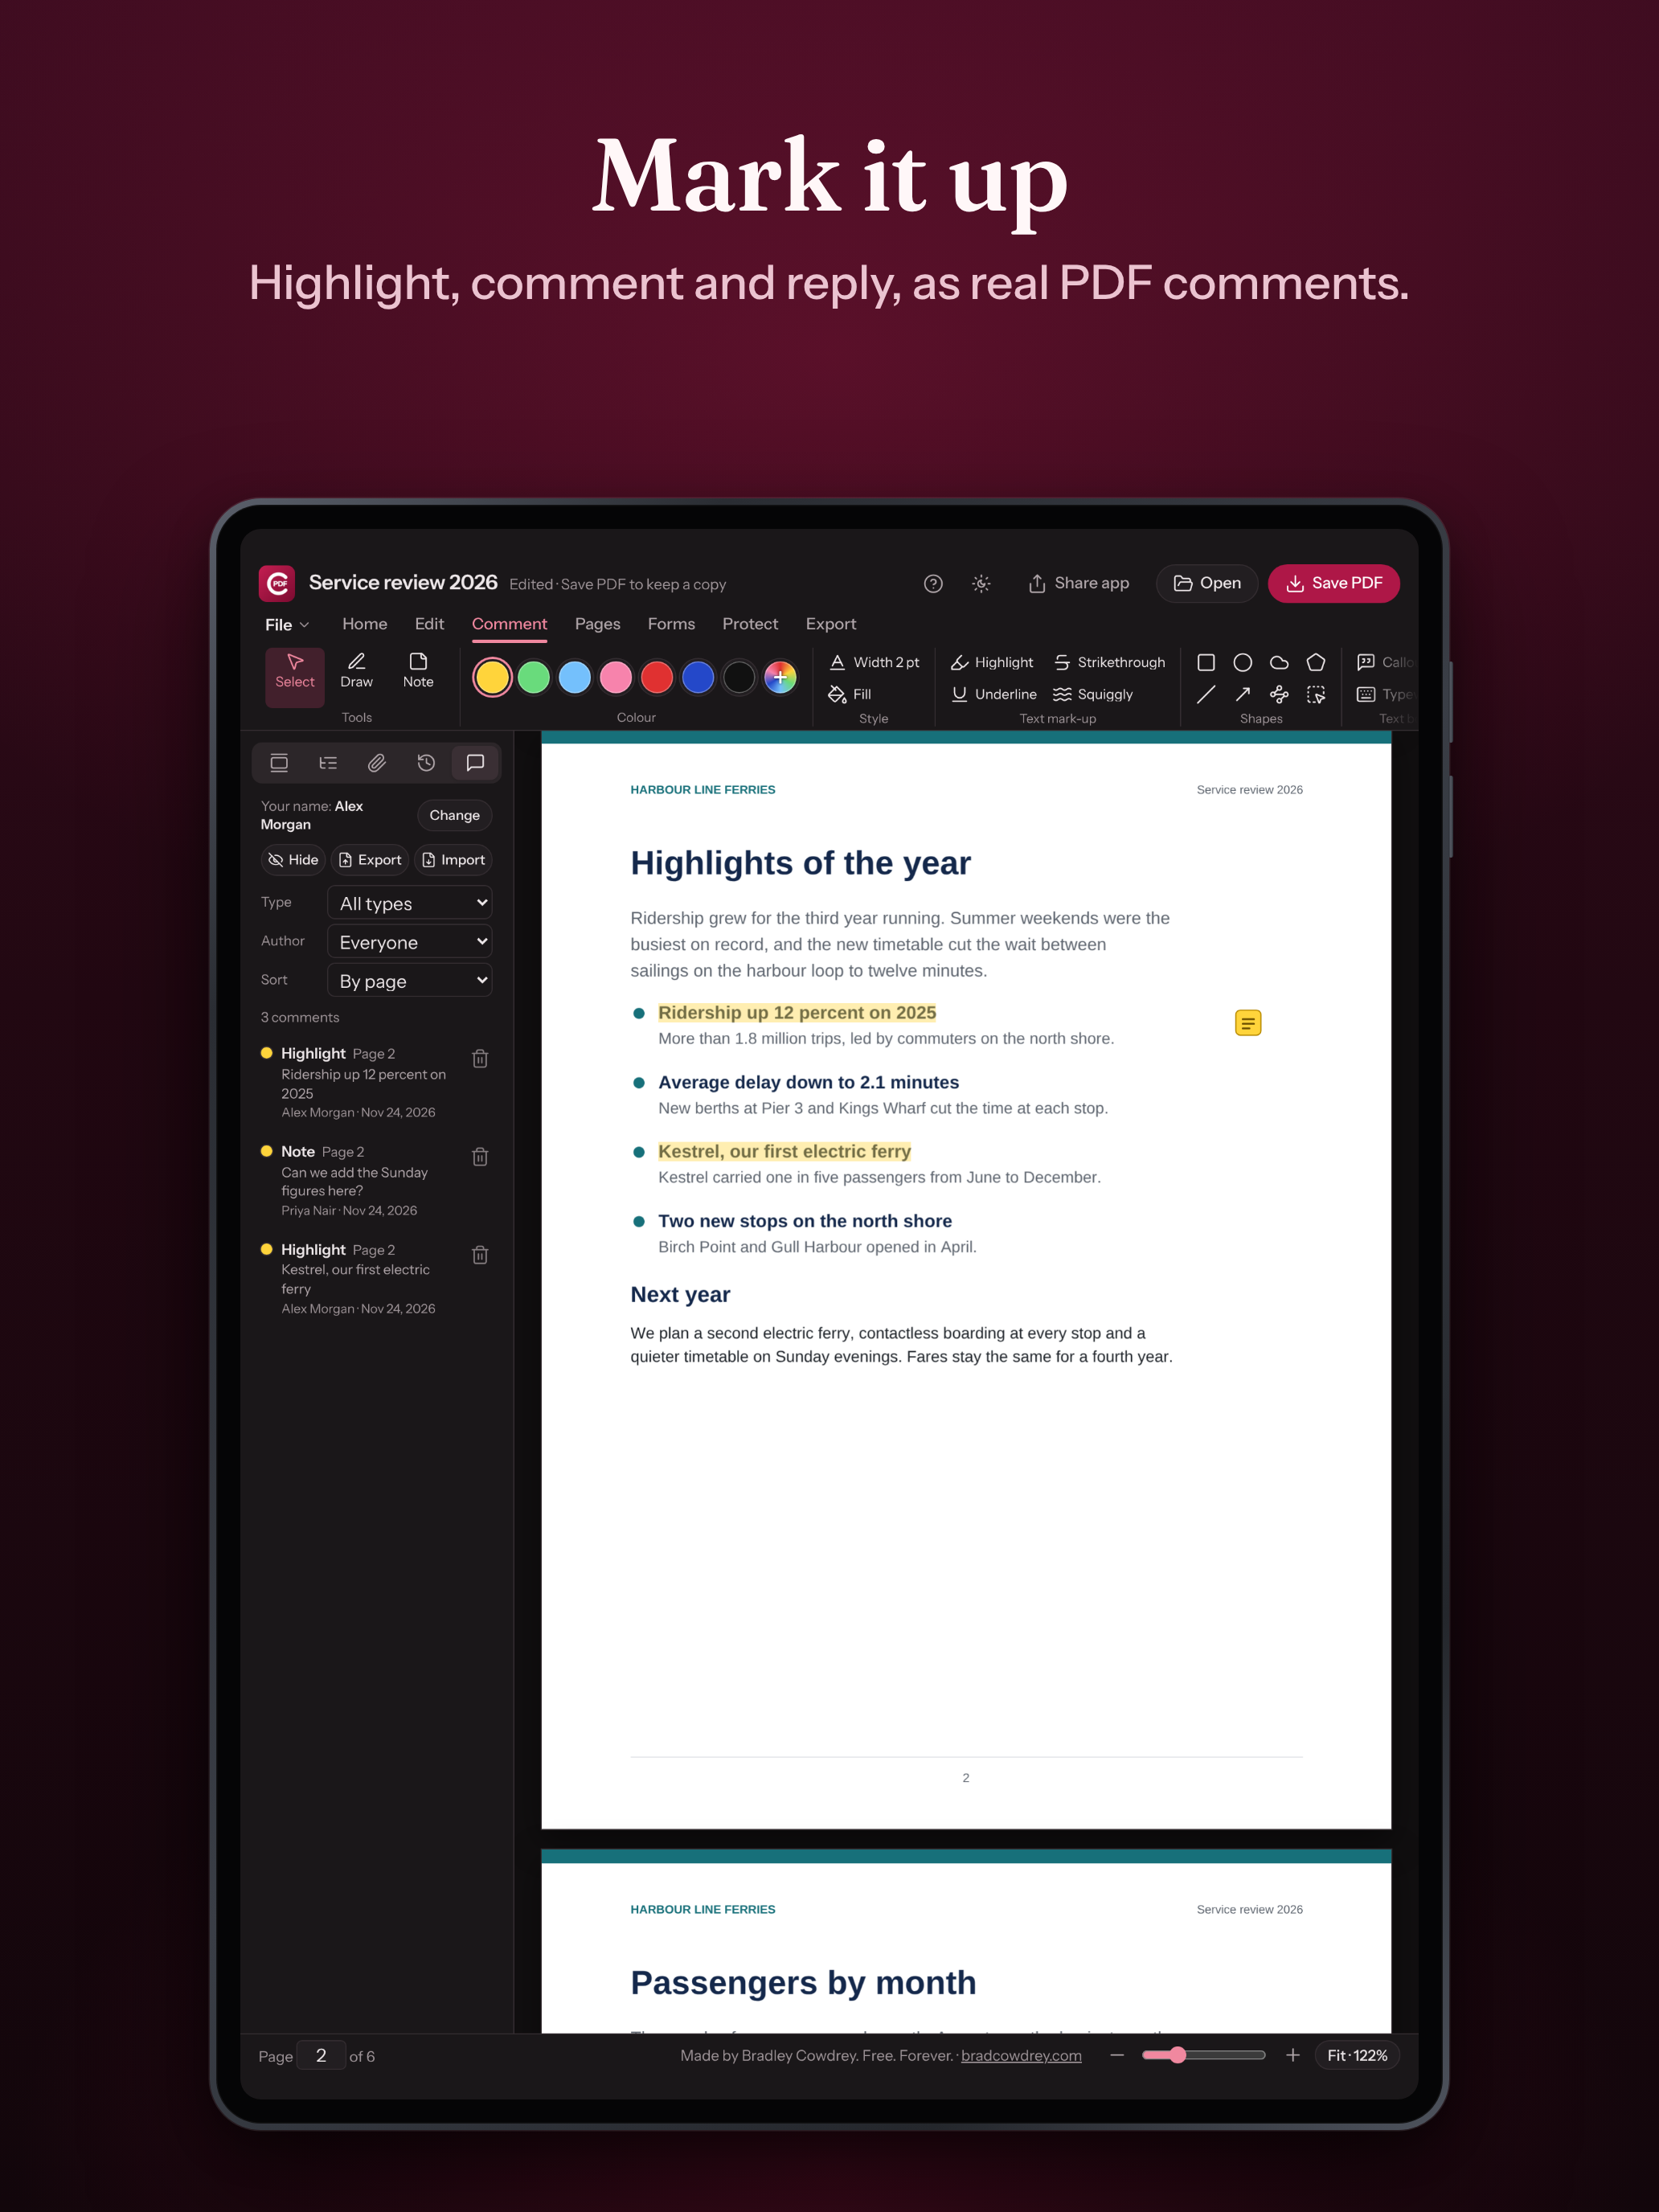 Mark it up
Highlight, comment and reply, as real PDF comments.
PDF
Service review 2026 Edited · Save PDF to keep a copy
Share app
Open
Save PDF
File
Home
Edit
Comment
Pages
Forms
Protect
Export
Select
Draw
Note
Tools
Colour
Width 2 pt
Fill
Style
Highlight
Strikethrough
Underline
Squiggly
Text mark-up
Shapes
Callo
Type
Text b
Your name: Alex
Morgan
Change
Hide
Export
Import
Type
All types
Author
Everyone
Sort
By page
3 comments
Highlight Page 2
Ridership up 12 percent on
2025
Alex Morgan · Nov 24, 2026
Note Page 2
Can we add the Sunday
figures here?
Priya Nair · Nov 24, 2026
Highlight Page 2
Kestrel, our first electric
ferry
Alex Morgan · Nov 24, 2026
HARBOUR LINE FERRIES
Service review 2026
Highlights of the year
Ridership grew for the third year running. Summer weekends were the
busiest on record, and the new timetable cut the wait between
sailings on the harbour loop to twelve minutes.
Ridership up 12 percent on 2025
More than 1.8 million trips, led by commuters on the north shore.
Average delay down to 2.1 minutes
New berths at Pier 3 and Kings Wharf cut the time at each stop.
Kestrel, our first electric ferry
Kestrel carried one in five passengers from June to December.
Two new stops on the north shore
Birch Point and Gull Harbour opened in April.
Next year
We plan a second electric ferry, contactless boarding at every stop and a
quieter timetable on Sunday evenings. Fares stay the same for a fourth year.
2
HARBOUR LINE FERRIES
Service review 2026
Passengers by month
Page 2 of 6
Made by Bradley Cowdrey. Free. Forever. · bradcowdrey.com
Fit · 122%